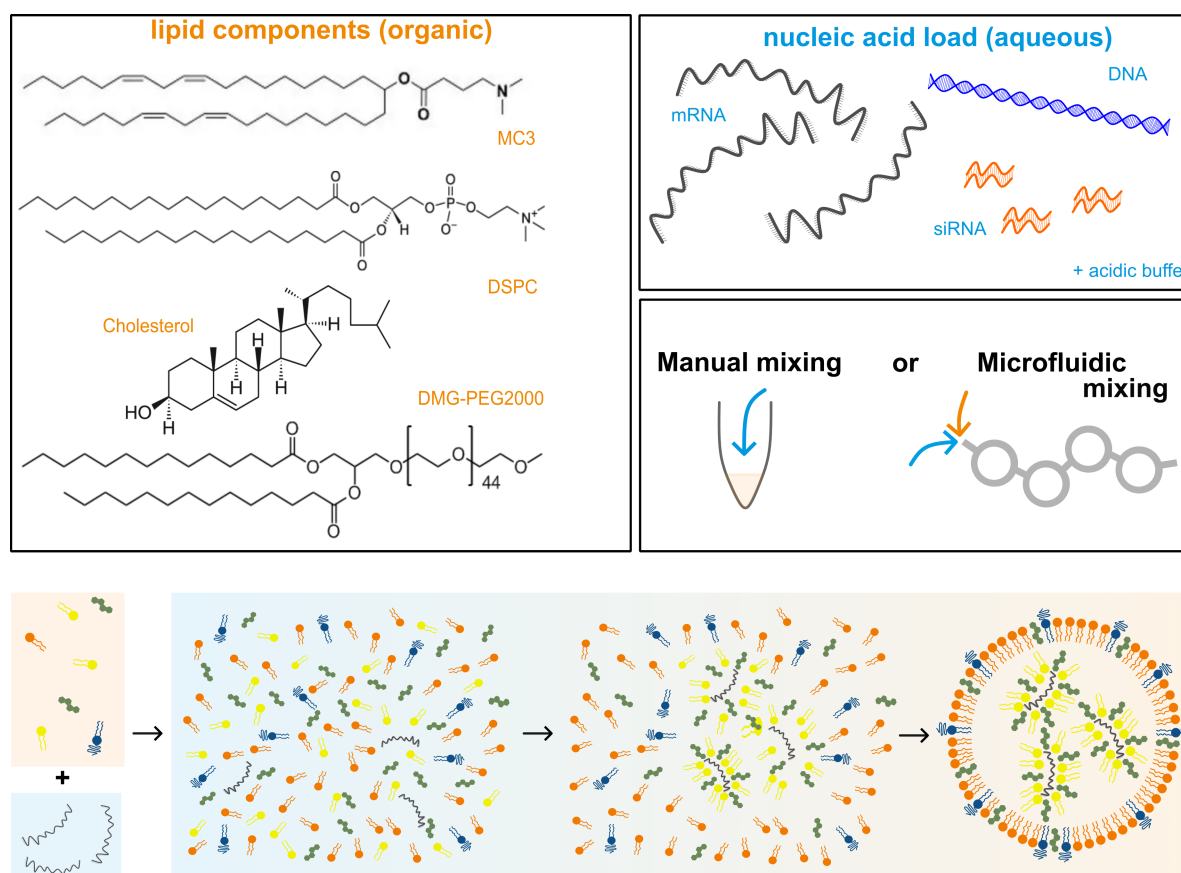 lipid components (organic)
O
O
N
MC3
O
O
O
O
P
O
O⁻
N⁺
H
O
DSPC
Cholesterol
H
H
H
H
HO
H
DMG-PEG2000
O
O
O
O
O
44
O
O
nucleic acid load (aqueous)
DNA
mRNA
siRNA
+ acidic buffe
Manual mixing
or
Microfluidic
mixing
+